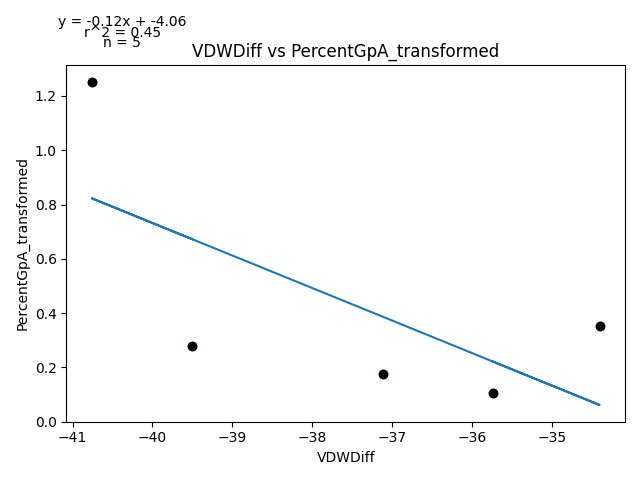 y = -0.12x + -4.06
r^2 = 0.45
n = 5
VDWDiff vs PercentGpA_transformed
PercentGpA_transformed
1.2
1.0
0.8
0.6
0.4
0.2
0.0
−41
−40
−39
−38
−37
−36
−35
VDWDiff